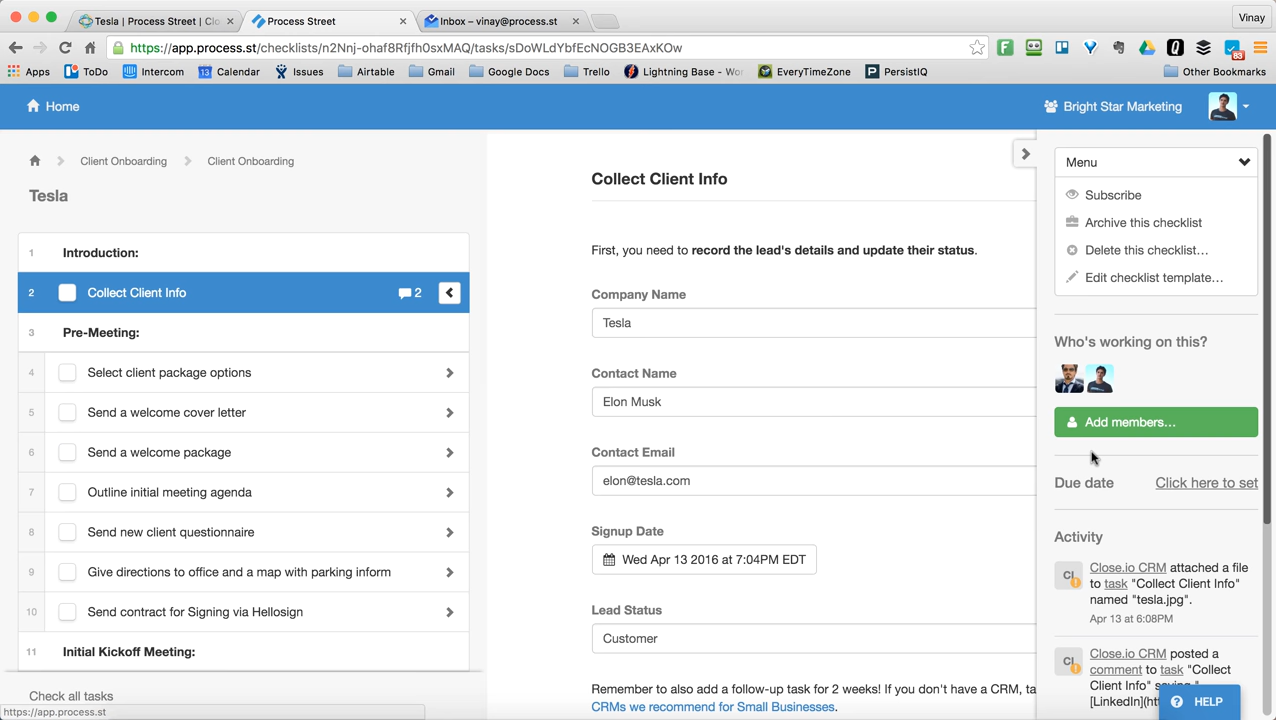 Tesla | Process Street | Clo
Process Street
Inbox – vinay@process.st
Vinay
https://app.process.st/checklists/n2Nnj-ohaf8Rfjfh0sxMAQ/tasks/sDoWLdYbfEcNOGB3EAxKOw
83
Apps
ToDo
Intercom
13 Calendar
Issues
Airtable
Gmail
Google Docs
Trello
Lightning Base - Wor
EveryTimeZone
PersistIQ
Other Bookmarks
Home
Bright Star Marketing
Client Onboarding
Client Onboarding
Tesla
1 Introduction:
2 Collect Client Info 2
3 Pre-Meeting:
4 Select client package options
5 Send a welcome cover letter
6 Send a welcome package
7 Outline initial meeting agenda
8 Send new client questionnaire
9 Give directions to office and a map with parking inform
10 Send contract for Signing via Hellosign
11 Initial Kickoff Meeting:
Check all tasks
https://app.process.st
Collect Client Info
First, you need to record the lead's details and update their status.
Company Name
Tesla
Contact Name
Elon Musk
Contact Email
elon@tesla.com
Signup Date
Wed Apr 13 2016 at 7:04PM EDT
Lead Status
Customer
Remember to also add a follow-up task for 2 weeks! If you don't have a CRM, ta
CRMs we recommend for Small Businesses.
Menu
Subscribe
Archive this checklist
Delete this checklist…
Edit checklist template…
Who's working on this?
Add members…
Due date
Click here to set
Activity
CI
Close.io CRM attached a file
to task "Collect Client Info"
named "tesla.jpg".
Apr 13 at 6:08PM
CI
Close.io CRM posted a
comment to task "Collect
Client Info" saying "
[LinkedIn](htt
HELP